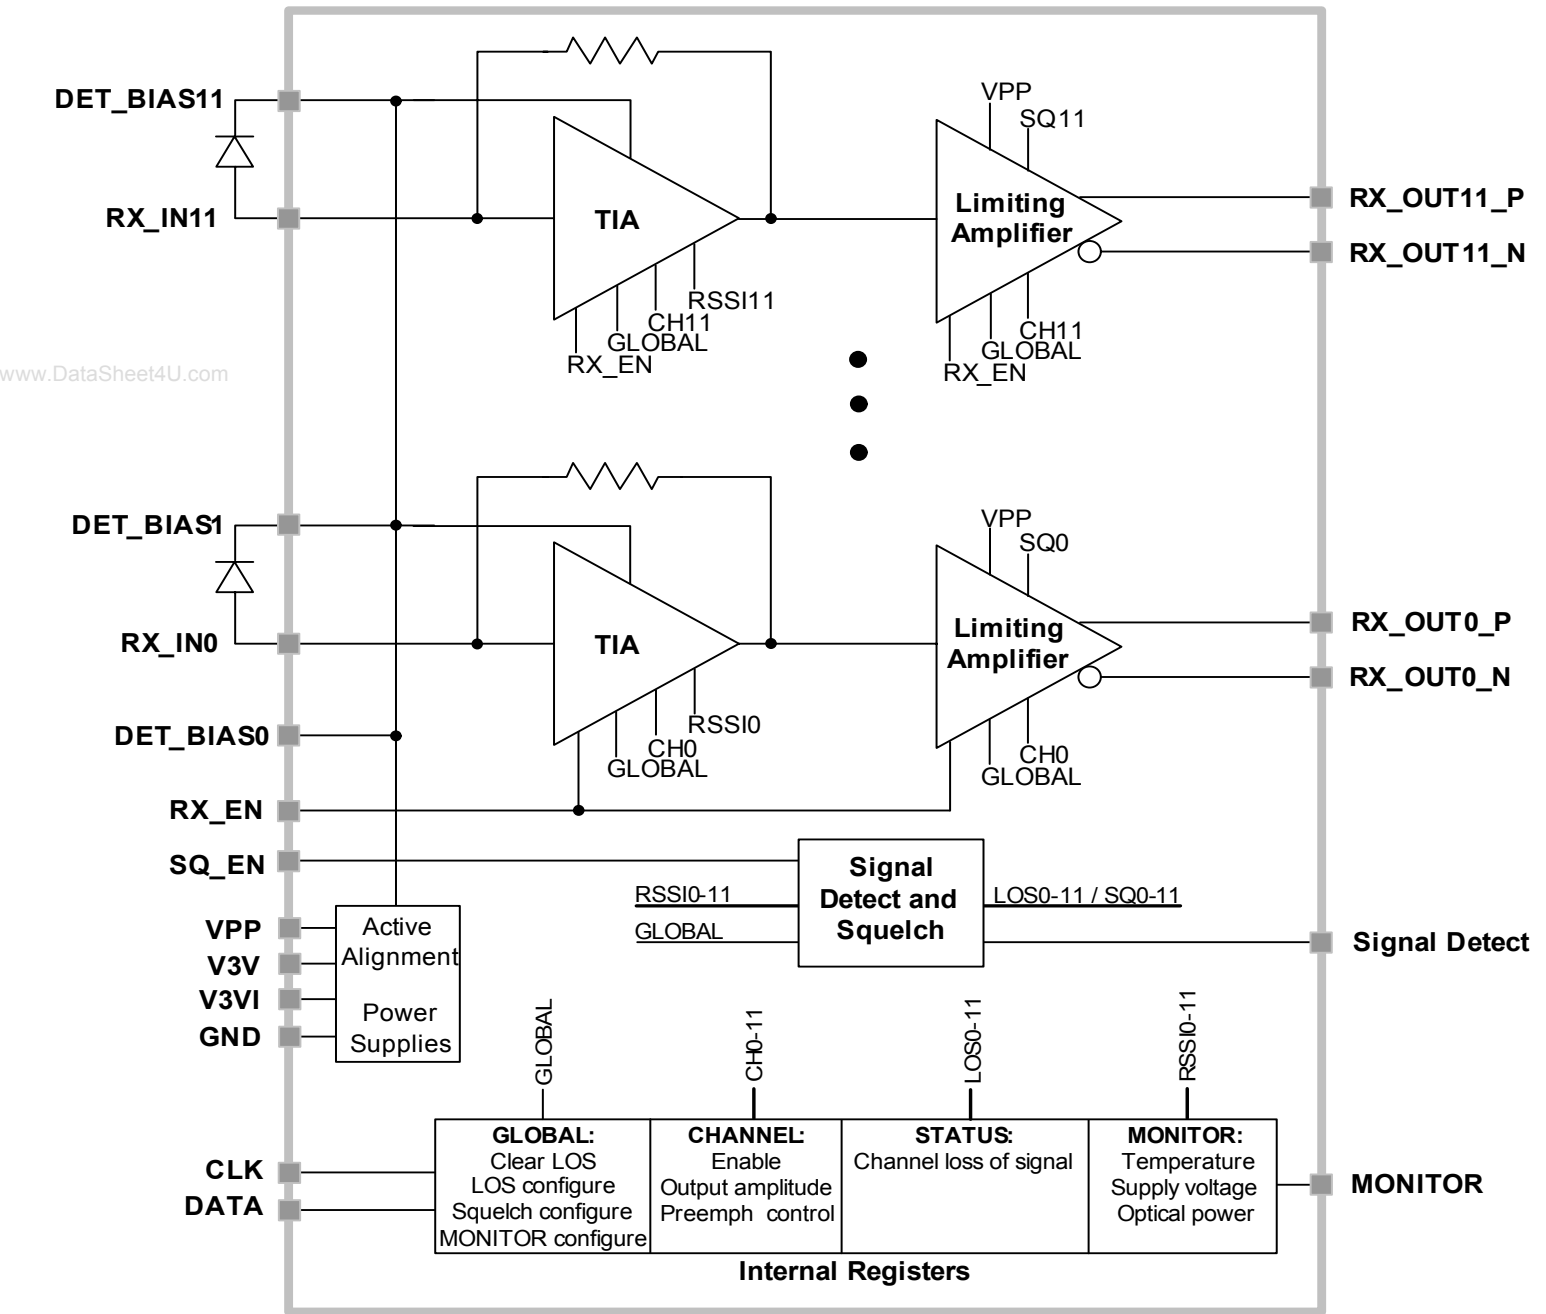 DET_BIAS11
RX_IN11
TIA
RSSI11
CH11
GLOBAL
RX_EN
VPP
SQ11
Limiting
Amplifier
CH11
GLOBAL
RX_EN
RX_OUT11_P
RX_OUT11_N
www.DataSheet4U.com
DET_BIAS1
RX_IN0
TIA
RSSI0
CH0
GLOBAL
VPP
SQ0
Limiting
Amplifier
CH0
GLOBAL
RX_OUT0_P
RX_OUT0_N
DET_BIAS0
RX_EN
SQ_EN
RSSI0-11
GLOBAL
Signal
Detect and
Squelch
LOS0-11 / SQ0-11
Signal Detect
VPP
V3V
V3VI
GND
Active
Alignment
Power
Supplies
GLOBAL
CH0-11
LOS0-11
RSSI0-11
CLK
DATA
GLOBAL:
Clear LOS
LOS configure
Squelch configure
MONITOR configure
CHANNEL:
Enable
Output amplitude
Preemph control
STATUS:
Channel loss of signal
MONITOR:
Temperature
Supply voltage
Optical power
MONITOR
Internal Registers